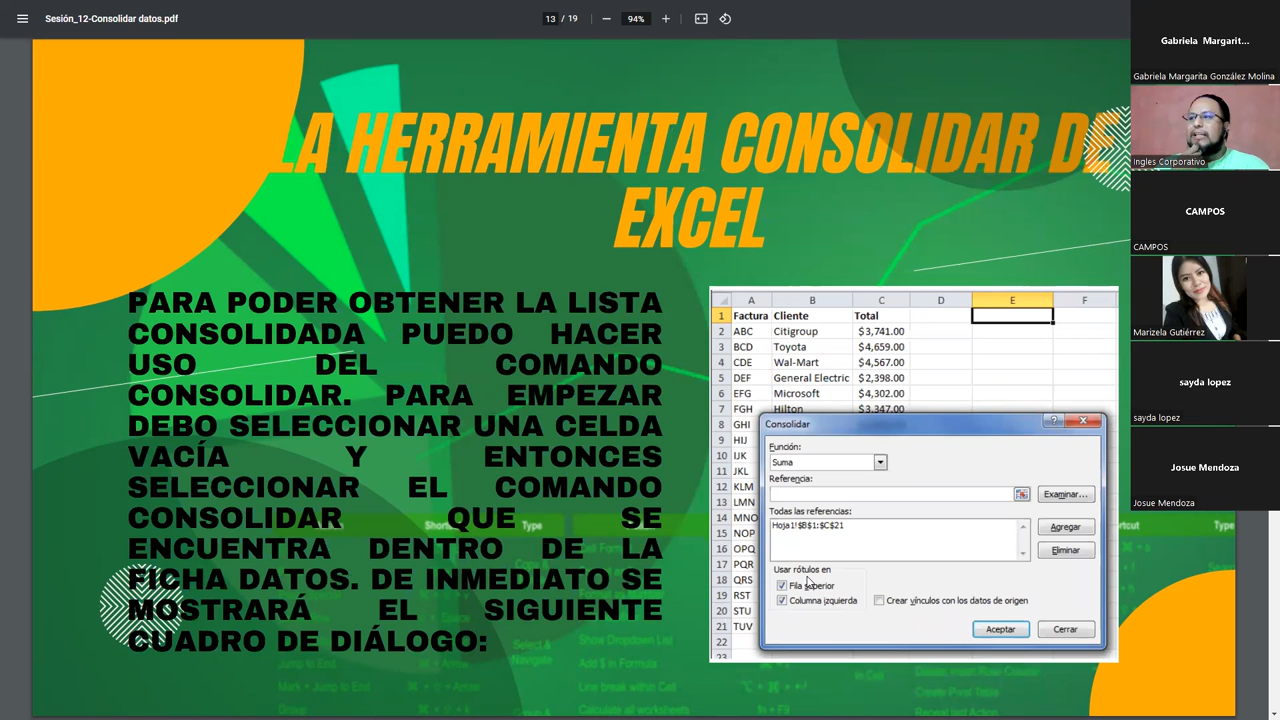 Sesión_12-Consolidar datos.pdf
13 / 19
94%
LA HERRAMIENTA CONSOLIDAR DE
EXCEL
PARA PODER OBTENER LA LISTA
CONSOLIDADA PUEDO HACER
USO DEL COMANDO
CONSOLIDAR. PARA EMPEZAR
DEBO SELECCIONAR UNA CELDA
VACÍA Y ENTONCES
SELECCIONAR EL COMANDO
CONSOLIDAR QUE SE
ENCUENTRA DENTRO DE LA
FICHA DATOS. DE INMEDIATO SE
MOSTRARÁ EL SIGUIENTE
CUADRO DE DIÁLOGO:
A B C D E F
1 Factura Cliente Total
2 ABC Citigroup $3,741.00
3 BCD Toyota $4,659.00
4 CDE Wal-Mart $4,567.00
5 DEF General Electric $2,398.00
6 EFG Microsoft $4,302.00
7 FGH Hilton $3,347.00
8 GHI
9 HIJ
10 IJK
11 JKL
12 KLM
13 LMN
14 MNO
15 NOP
16 OPQ
17 PQR
18 QRS
19 RST
20 STU
21 TUV
22
23
Consolidar
Función:
Suma
Referencia:
Examinar...
Todas las referencias:
Hoja1!$B$1:$C$21
Agregar
Eliminar
Usar rótulos en
Fila superior
Columna izquierda
Crear vínculos con los datos de origen
Aceptar
Cerrar
Gabriela Margarit...
Gabriela Margarita González Molina
Ingles Corporativo
CAMPOS
CAMPOS
Marizela Gutiérrez
sayda lopez
sayda lopez
Josue Mendoza
Josue Mendoza